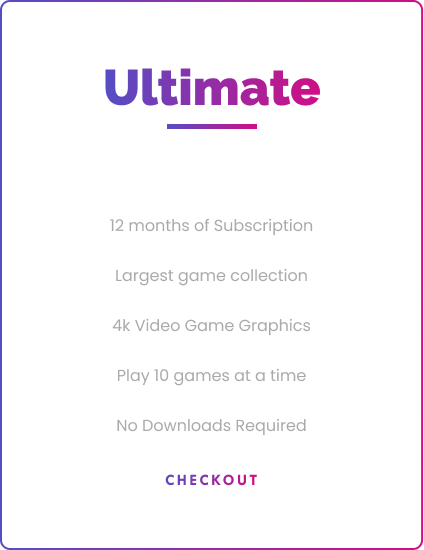 Ultimate
12 months of Subscription
Largest game collection
4k Video Game Graphics
Play 10 games at a time
No Downloads Required
CHECKOUT